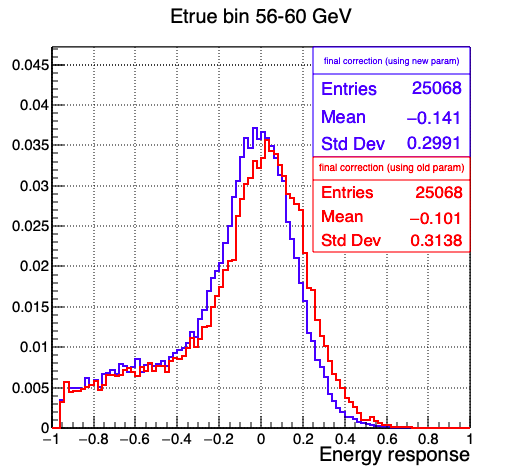 Etrue bin 56-60 GeV
final correction (using new param)
Entries 25068
Mean −0.141
Std Dev 0.2991
final correction (using old param)
Entries 25068
Mean −0.101
Std Dev 0.3138
0.045
0.04
0.035
0.03
0.025
0.02
0.015
0.01
0.005
0
−1 −0.8 −0.6 −0.4 −0.2 0 0.2 0.4 0.6 0.8 1
Energy response